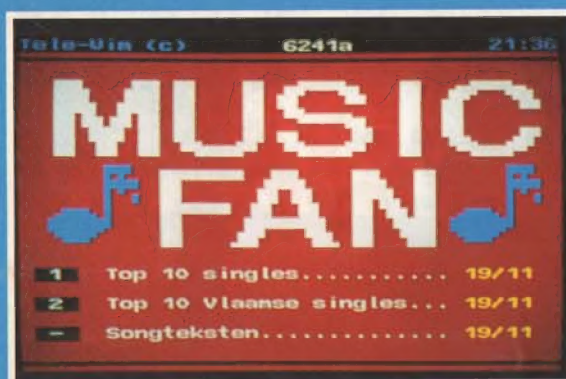 Tele-Vim (c) 6241a 21:36
MUSIC
FAN
1 Top 10 singles........... 19/11
2 Top 10 Vlaamse singles... 19/11
- Songteksten.............. 19/11